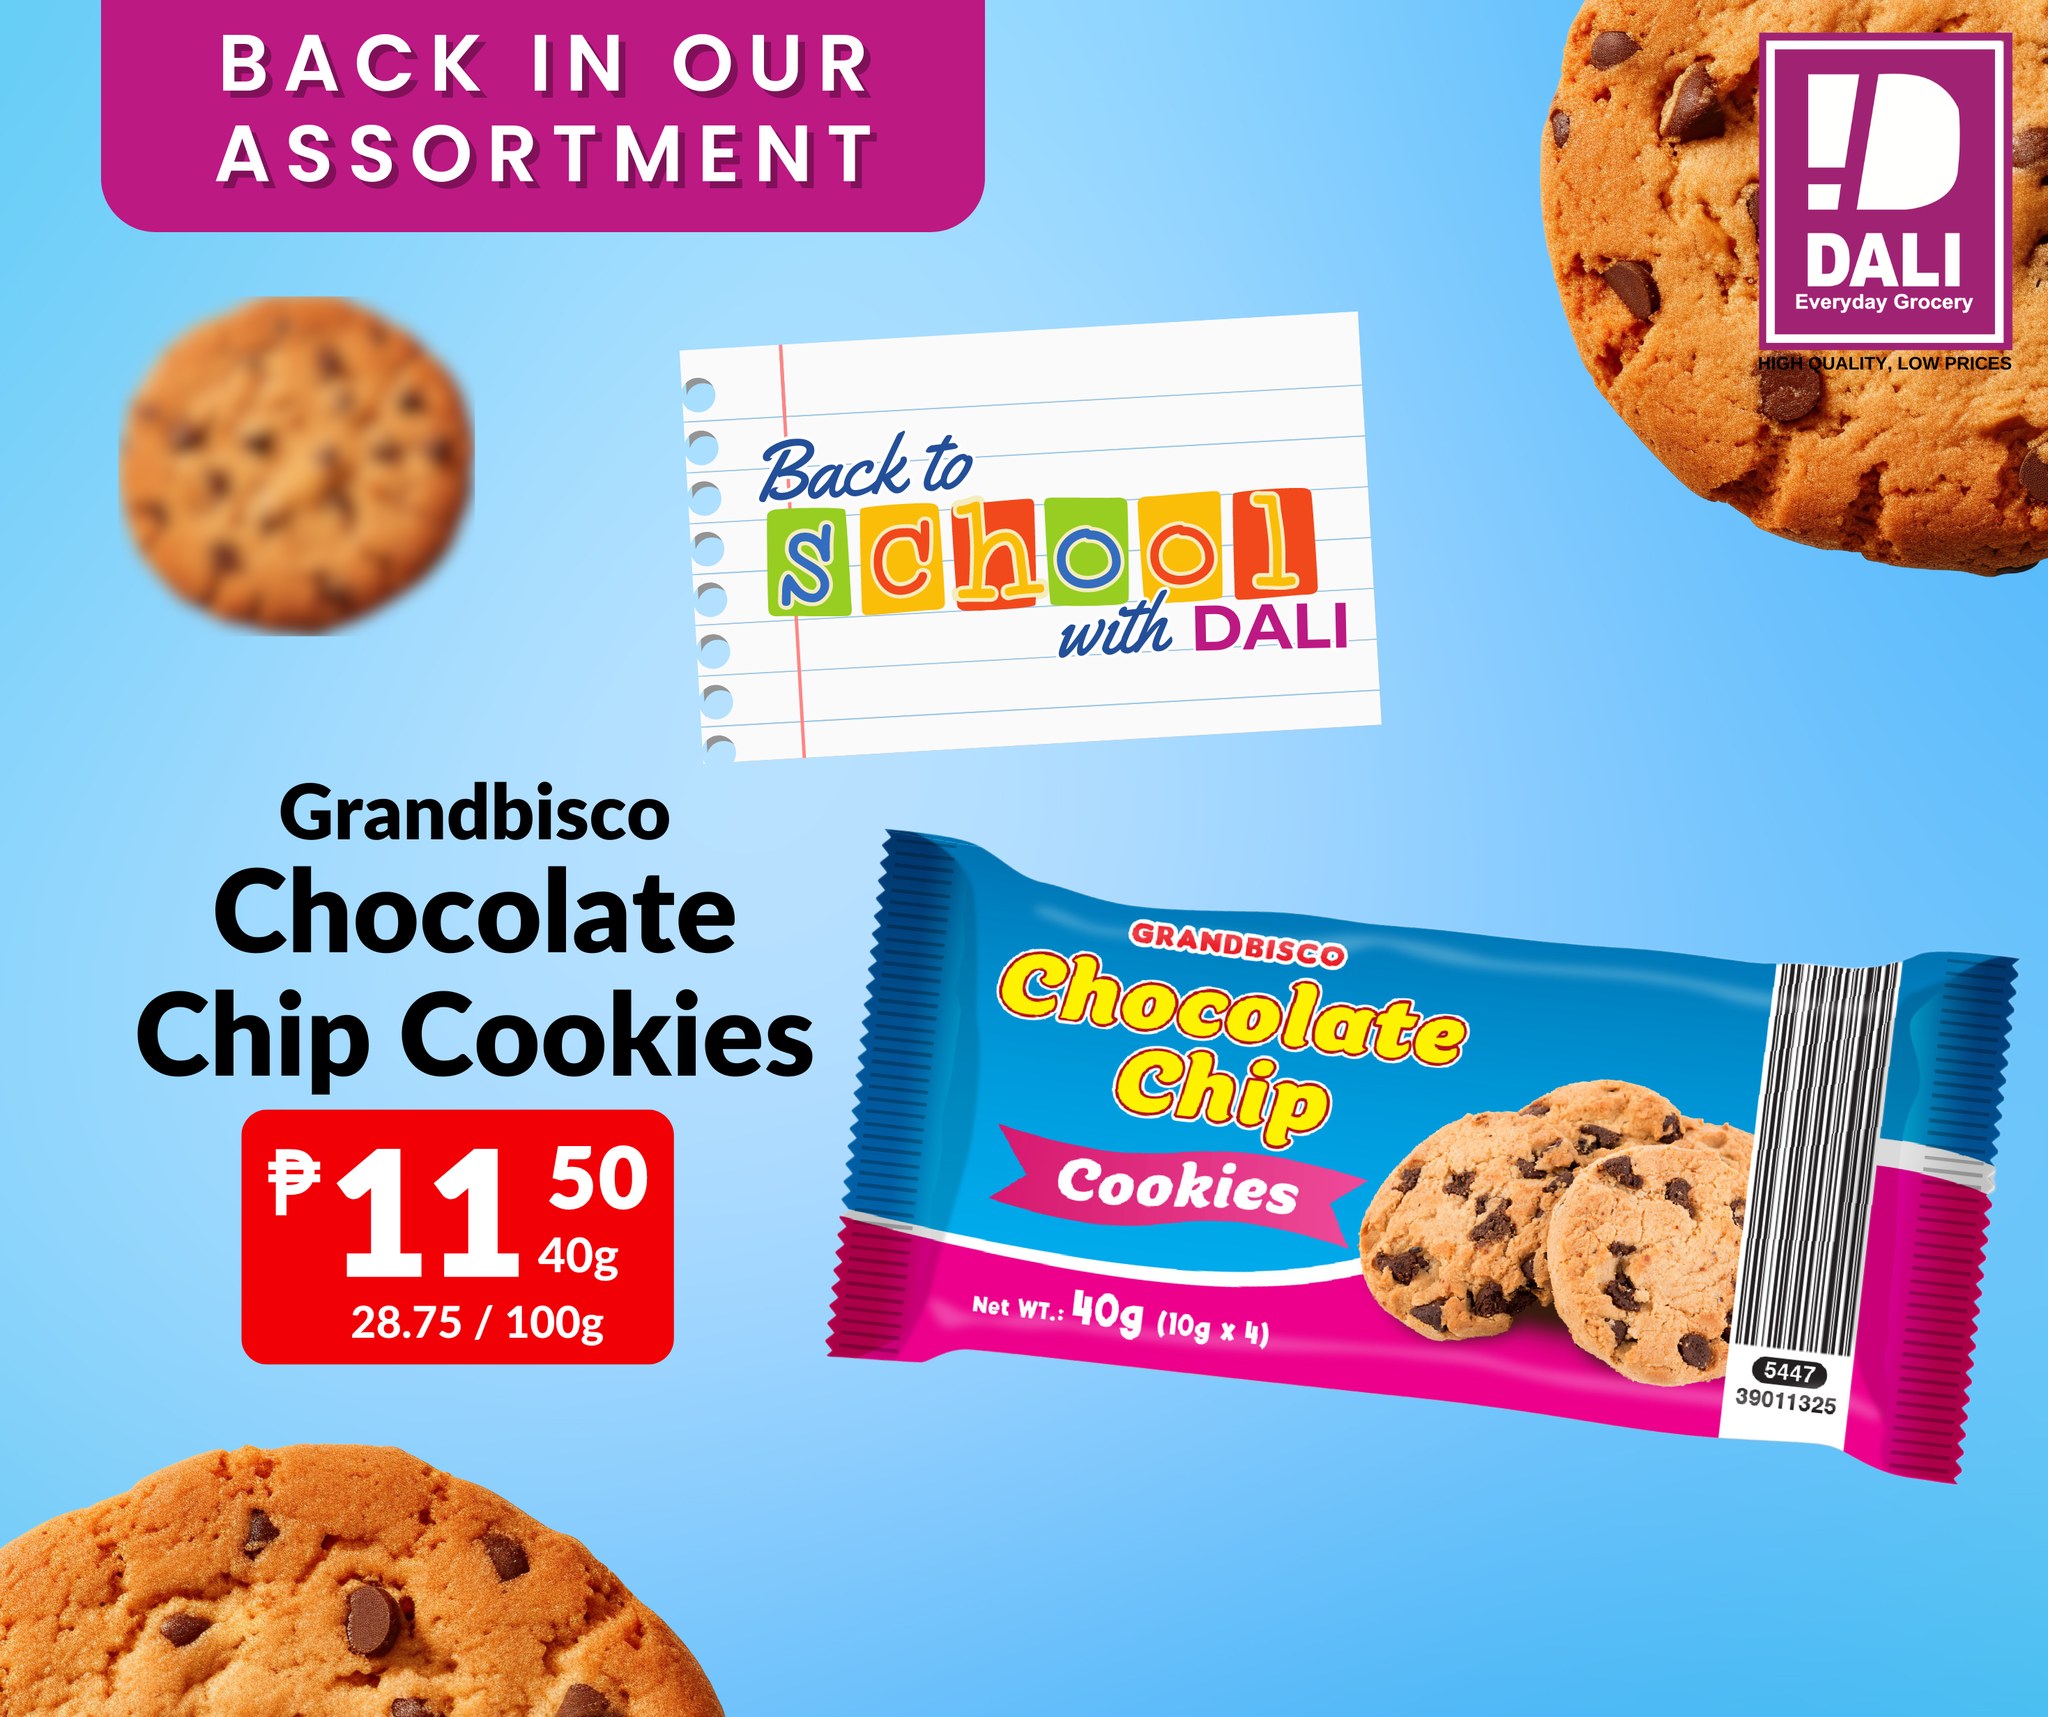 BACK IN OUR
ASSORTMENT
!D
DALI
Everyday Grocery
HIGH QUALITY, LOW PRICES
Back to
school
with DALI
Grandbisco
Chocolate
Chip Cookies
₱11 50
40g
28.75 / 100g
GRANDBISCO
Chocolate
Chip
Cookies
Net WT.: 40g (10g x 4)
5447
39011325